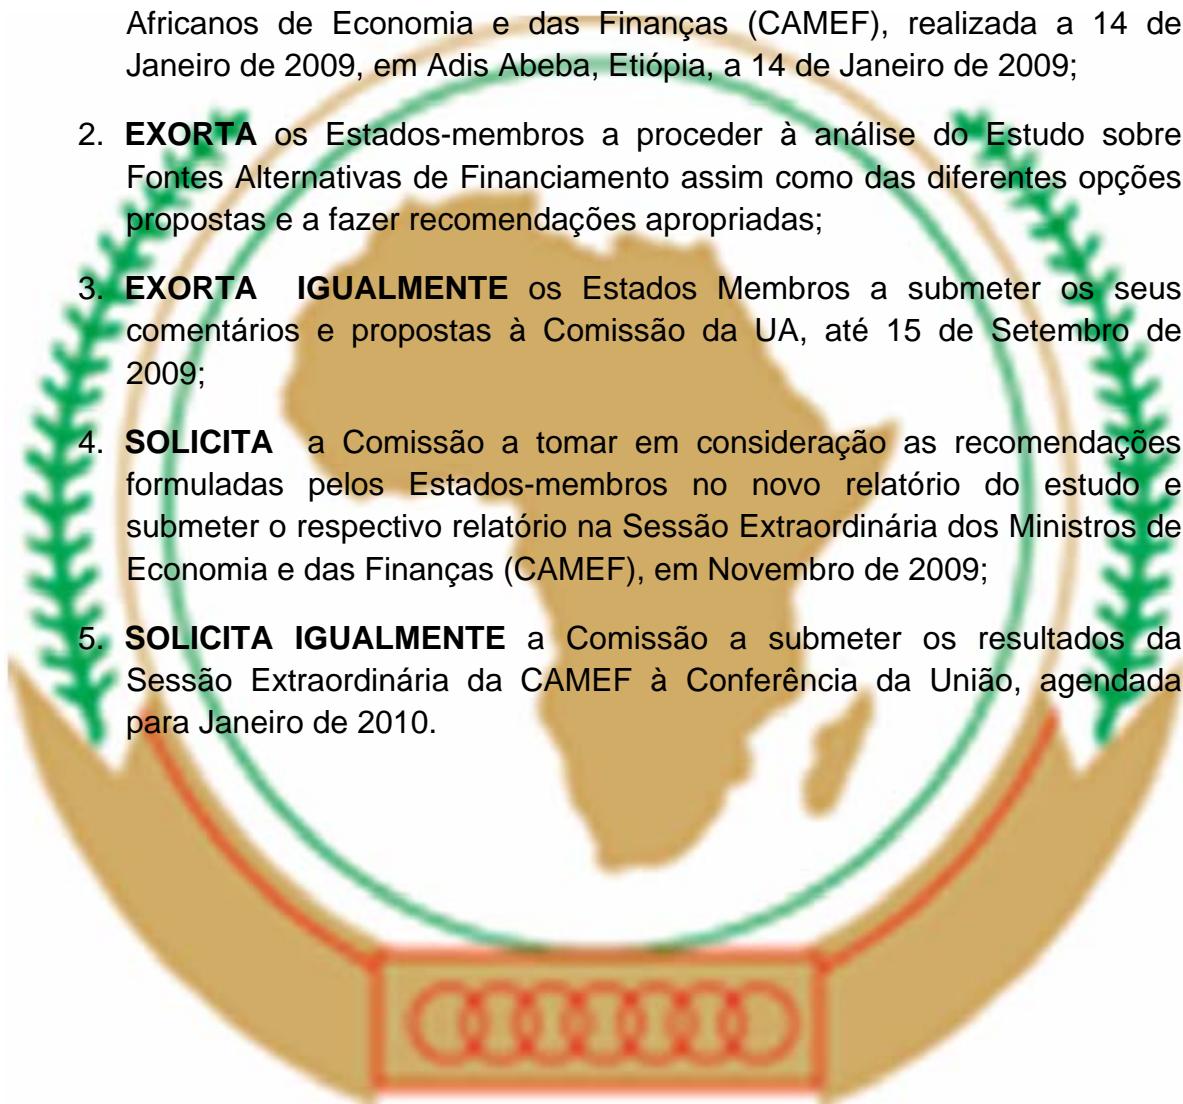 Africanos de Economia e das Finanças (CAMEF), realizada a 14 de
Janeiro de 2009, em Adis Abeba, Etiópia, a 14 de Janeiro de 2009;
2. EXORTA os Estados-membros a proceder à análise do Estudo sobre
Fontes Alternativas de Financiamento assim como das diferentes opções
propostas e a fazer recomendações apropriadas;
3. EXORTA IGUALMENTE os Estados Membros a submeter os seus
comentários e propostas à Comissão da UA, até 15 de Setembro de
2009;
4. SOLICITA a Comissão a tomar em consideração as recomendações
formuladas pelos Estados-membros no novo relatório do estudo e
submeter o respectivo relatório na Sessão Extraordinária dos Ministros de
Economia e das Finanças (CAMEF), em Novembro de 2009;
5. SOLICITA IGUALMENTE a Comissão a submeter os resultados da
Sessão Extraordinária da CAMEF à Conferência da União, agendada
para Janeiro de 2010.